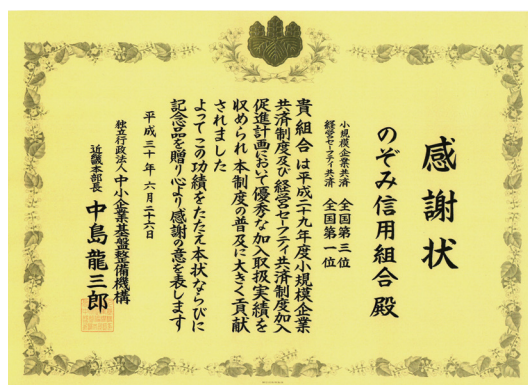 感謝状
のぞみ信用組合 殿
小規模企業共済 全国第三位
経営セーフティ共済 全国第一位
貴組合は平成二十九年度小規模企業
共済制度及び経営セーフティ共済制度加入
促進計画において優秀な加入取扱実績を
収められ本制度の普及に大きく貢献
されました
よってこの功績をたたえ本状ならびに
記念品を贈り心より感謝の意を表します
平成三十年六月二十六日
独立行政法人中小企業基盤整備機構
近畿本部長 中島龍三郎